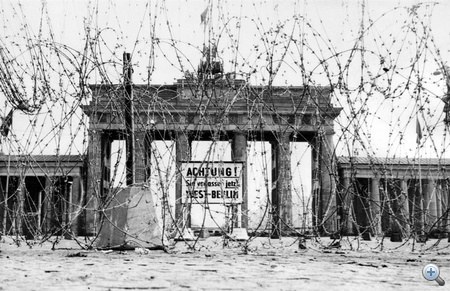 ACHTUNG!
Sie verlassen jetzt
WEST-BERLIN